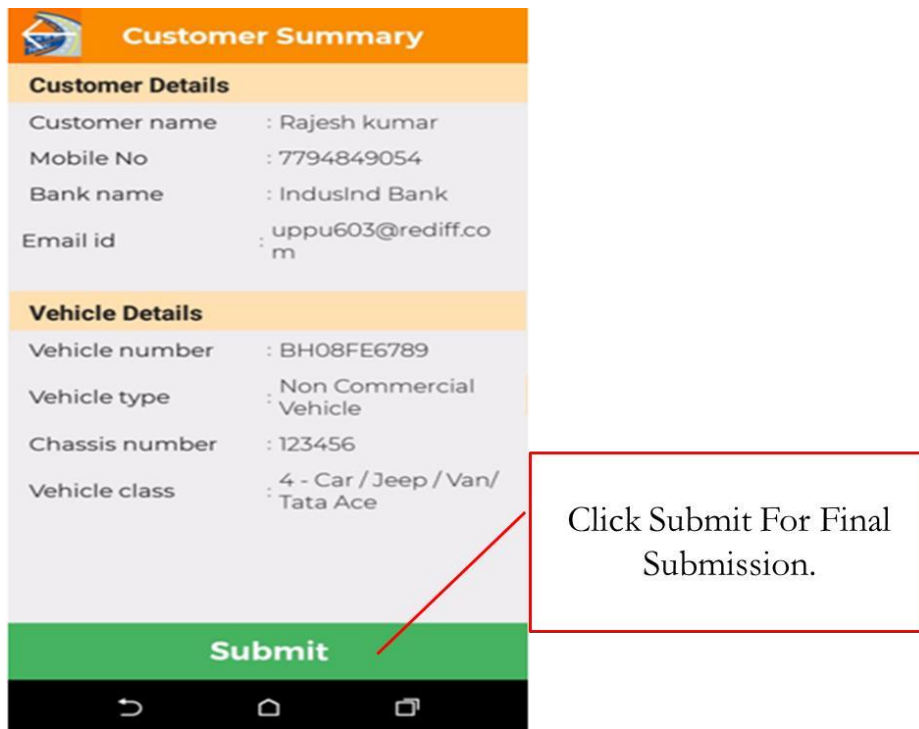 Customer Summary
Customer Details
Customer name : Rajesh kumar
Mobile No : 7794849054
Bank name : IndusInd Bank
Email id : uppu603@rediff.co
m
Vehicle Details
Vehicle number : BH08FE6789
Vehicle type : Non Commercial
Vehicle
Chassis number : 123456
Vehicle class : 4 - Car / Jeep / Van/
Tata Ace
Submit
Click Submit For Final
Submission.